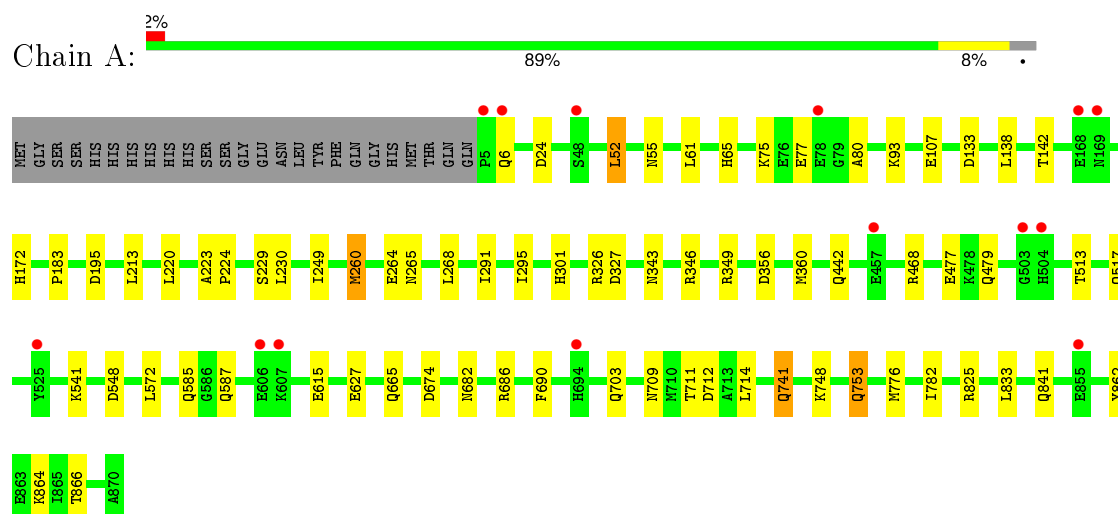 2%
Chain A:
89% 8% •
MET GLY SER SER HIS HIS HIS HIS HIS HIS SER SER GLY GLU ASN LEU TYR PHE GLN GLY HIS MET THR GLN GLN P5 Q6 D24 S48 L52 N55 L61 H65 K75 E76 E77 E78 G79 A80 K93 E107 D133 L138 T142 E168 N169
H172 P183 D195 L213 L220 A223 P224 S229 L230 I249 M260 E264 N265 L268 I291 I295 H301 R326 D327 N343 R346 R349 D356 M360 Q442 E457 R468 E477 K478 Q479 G503 H504 T513
Y525 K541 D548 L572 Q585 G586 Q587 E606 K607 E615 E627 Q665 D674 N682 R686 F690 H694 Q703 N709 M710 T711 D712 A713 L714 Q741 K748 Q753 M776 I782 R825 L833 Q841 E855
E863 K864 I865 T866 A870